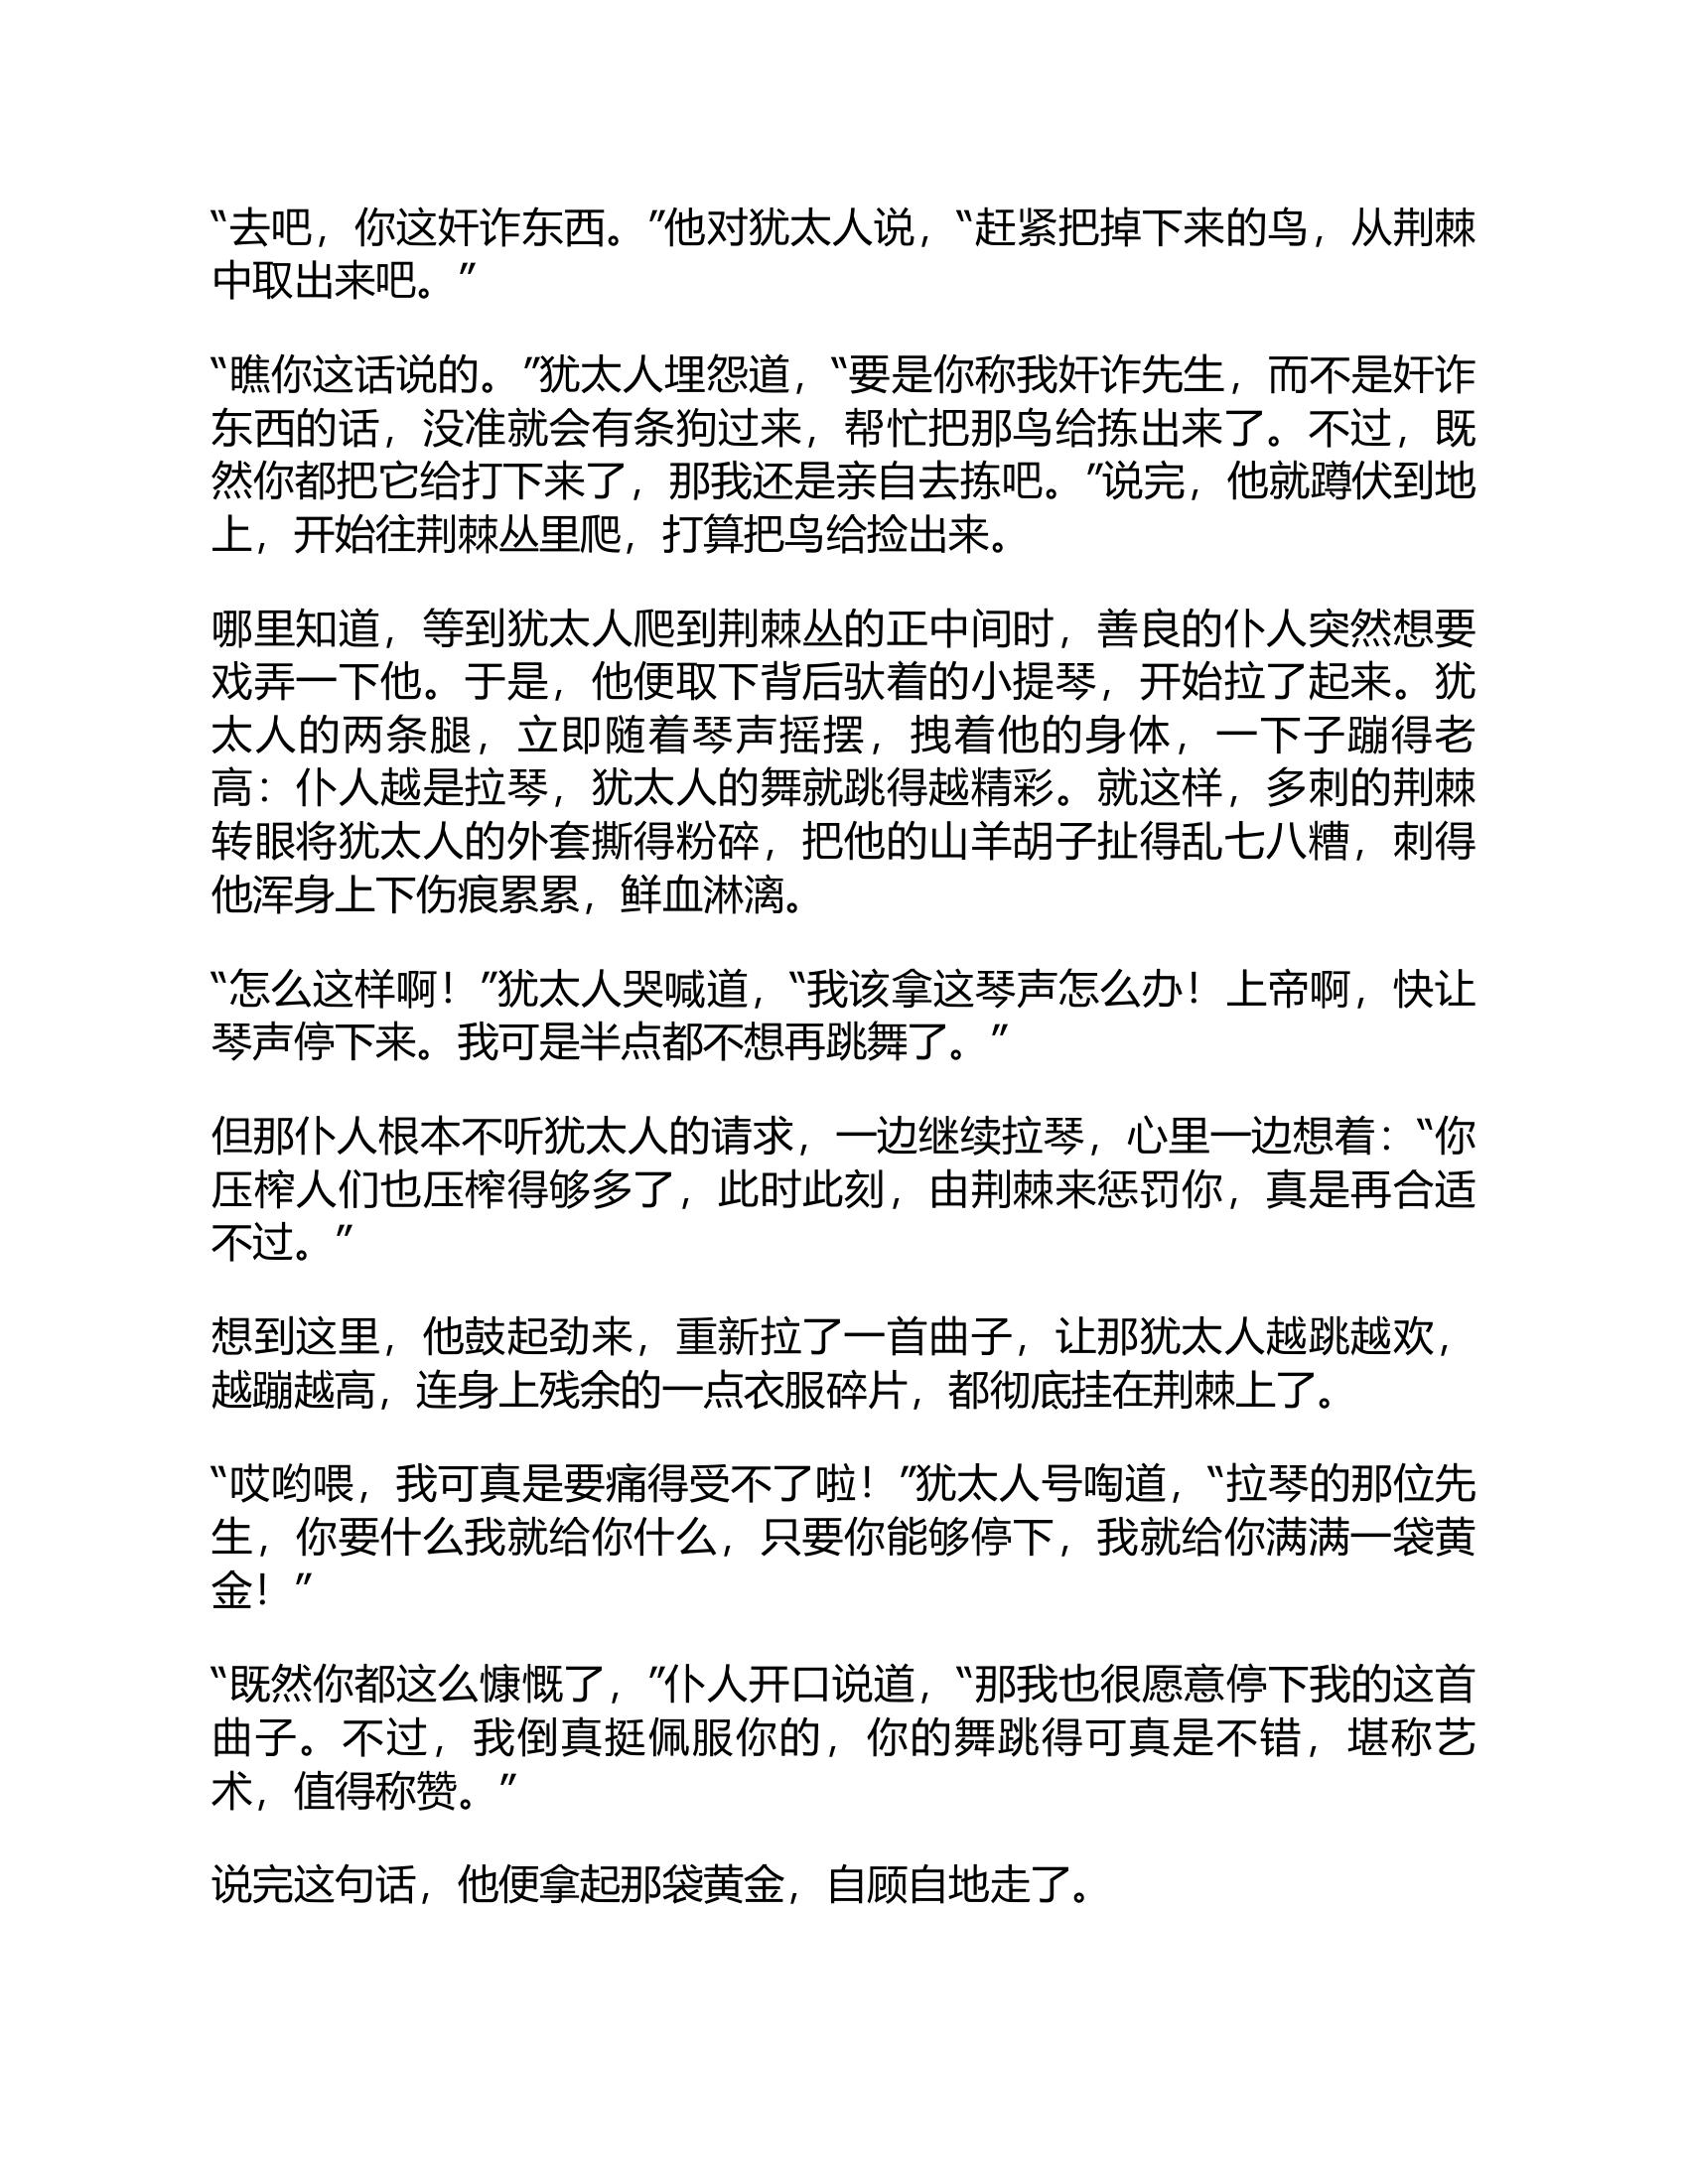 “去吧，你这奸诈东西。”他对犹太人说，“赶紧把掉下来的鸟，从荆棘
中取出来吧。”
“瞧你这话说的。”犹太人埋怨道，“要是你称我奸诈先生，而不是奸诈
东西的话，没准就会有条狗过来，帮忙把那鸟给拣出来了。不过，既
然你都把它给打下来了，那我还是亲自去拣吧。”说完，他就蹲伏到地
上，开始往荆棘丛里爬，打算把鸟给捡出来。
哪里知道，等到犹太人爬到荆棘丛的正中间时，善良的仆人突然想要
戏弄一下他。于是，他便取下背后驮着的小提琴，开始拉了起来。犹
太人的两条腿，立即随着琴声摇摆，拽着他的身体，一下子蹦得老
高：仆人越是拉琴，犹太人的舞就跳得越精彩。就这样，多刺的荆棘
转眼将犹太人的外套撕得粉碎，把他的山羊胡子扯得乱七八糟，刺得
他浑身上下伤痕累累，鲜血淋漓。
“怎么这样啊！”犹太人哭喊道，“我该拿这琴声怎么办！上帝啊，快让
琴声停下来。我可是半点都不想再跳舞了。”
但那仆人根本不听犹太人的请求，一边继续拉琴，心里一边想着：“你
压榨人们也压榨得够多了，此时此刻，由荆棘来惩罚你，真是再合适
不过。”
想到这里，他鼓起劲来，重新拉了一首曲子，让那犹太人越跳越欢，
越蹦越高，连身上残余的一点衣服碎片，都彻底挂在荆棘上了。
“哎哟喂，我可真是要痛得受不了啦！”犹太人号啕道，“拉琴的那位先
生，你要什么我就给你什么，只要你能够停下，我就给你满满一袋黄
金！”
“既然你都这么慷慨了，”仆人开口说道，“那我也很愿意停下我的这首
曲子。不过，我倒真挺佩服你的，你的舞跳得可真是不错，堪称艺
术，值得称赞。”
说完这句话，他便拿起那袋黄金，自顾自地走了。